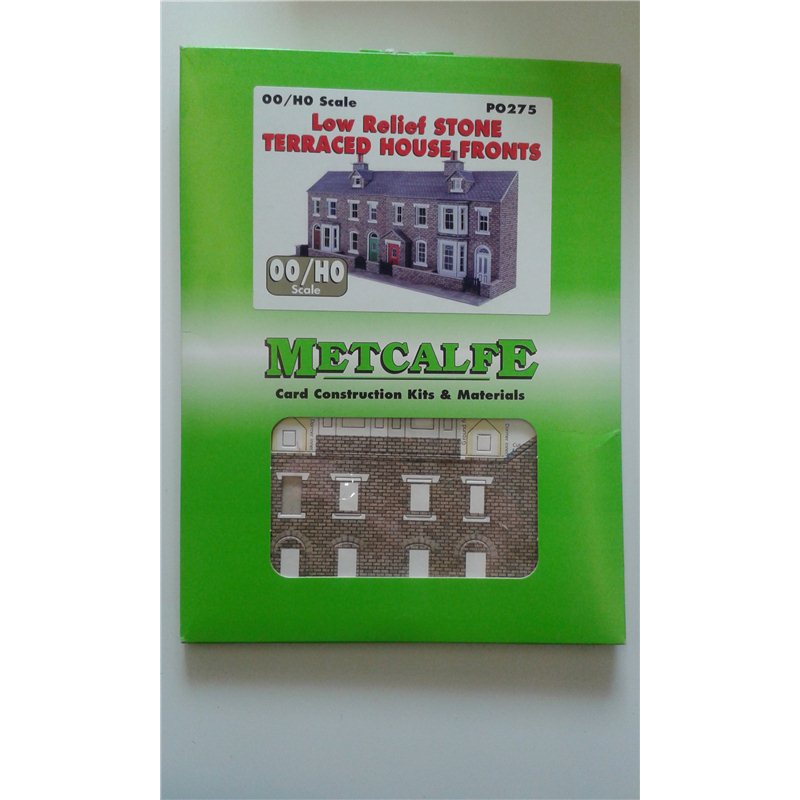 OO/HO Scale
PO275
Low Relief STONE
TERRACED HOUSE FRONTS
OO/HO
Scale
METCALFE
Card Construction Kits & Materials